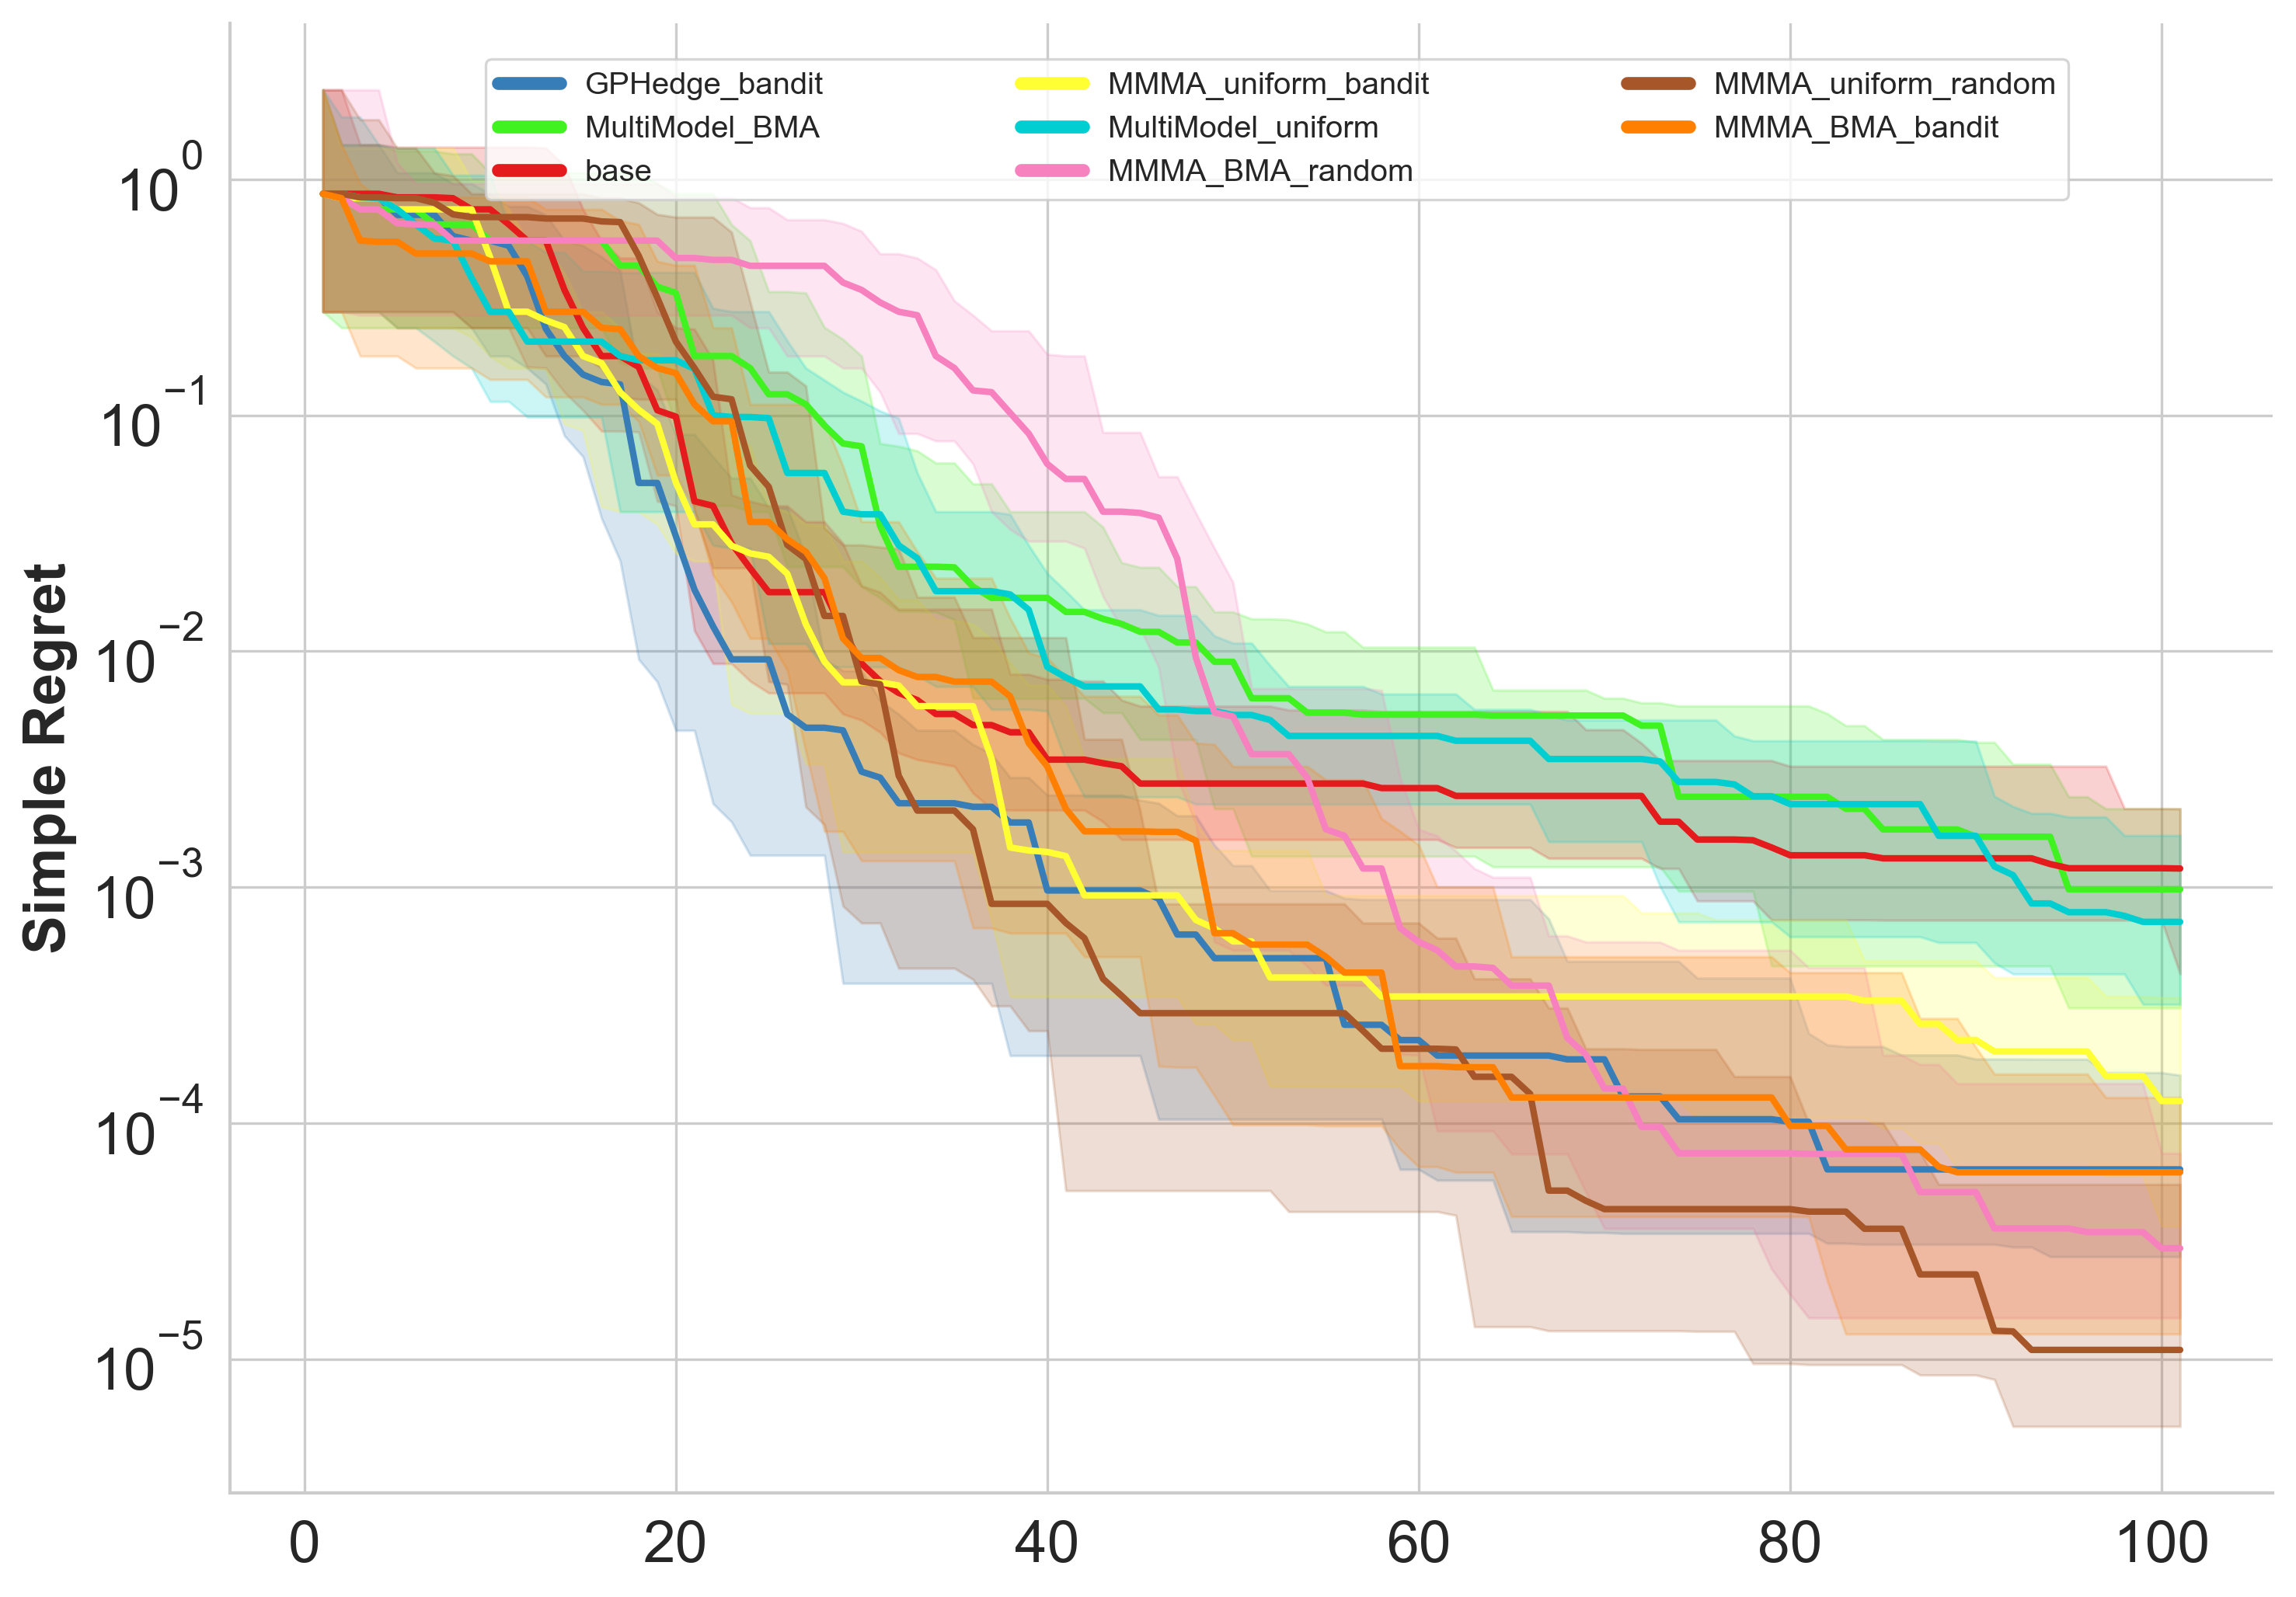 GPHedge_bandit
MultiModel_BMA
base
MMMA_uniform_bandit
MultiModel_uniform
MMMA_BMA_random
MMMA_uniform_random
MMMA_BMA_bandit
Simple Regret
10^0
10^−1
10^−2
10^−3
10^−4
10^−5
0 20 40 60 80 100